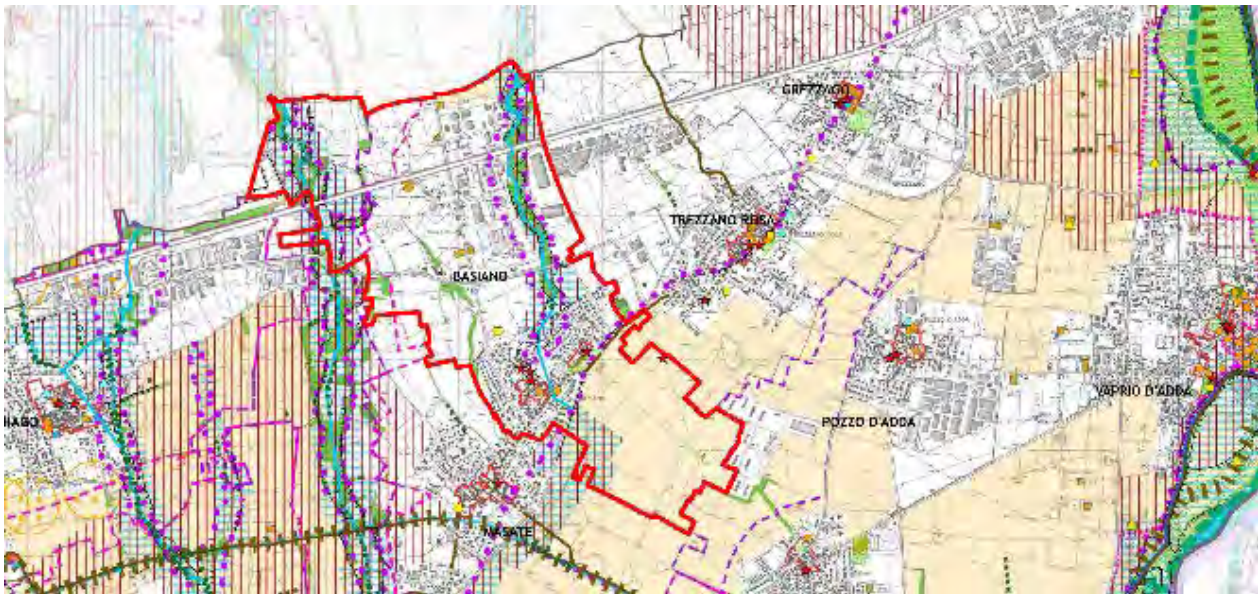 GREZZAGO
TREZZANO ROSA
BASIANO
POZZO D'ADDA
VAPRIO D'ADDA
MASATE